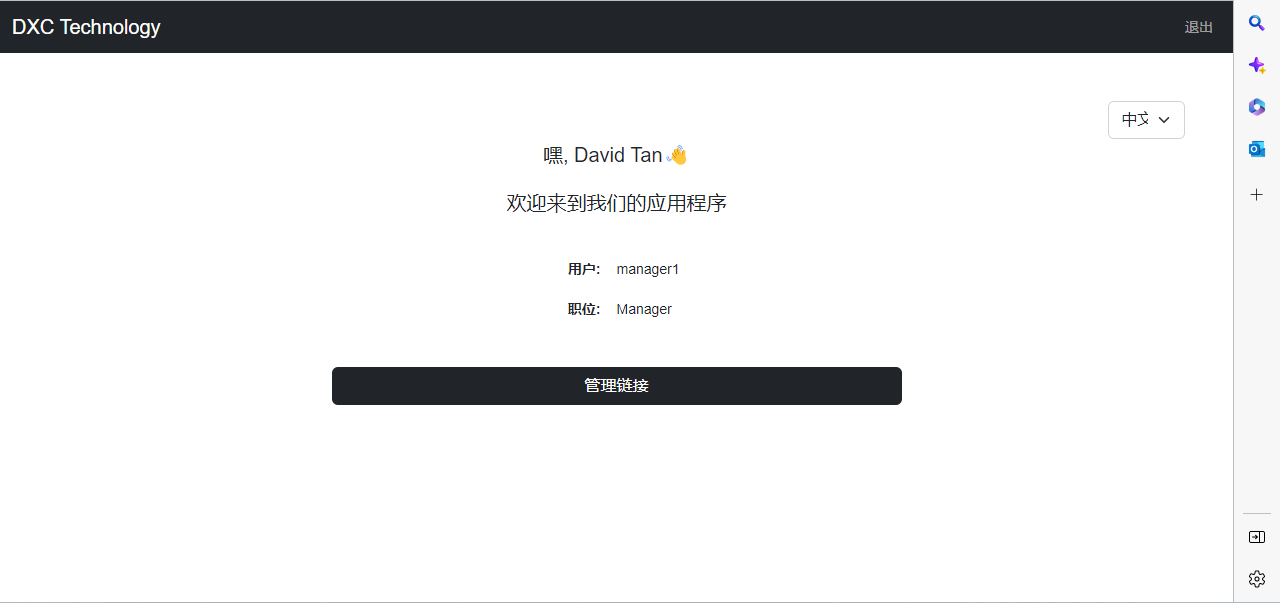 DXC Technology
退出
中文
嘿, David Tan 👋
欢迎来到我们的应用程序
用户: manager1
职位: Manager
管理链接